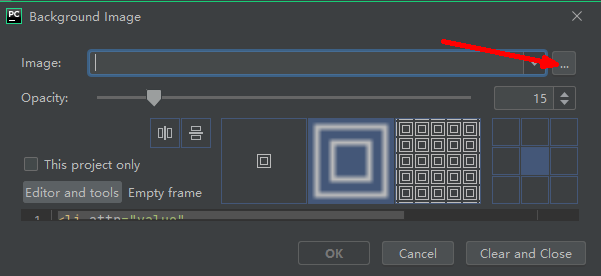 PC Background Image
Image:
...
Opacity:
15
This project only
Editor and tools Empty frame
1 <li attn="value"
OK Cancel Clear and Close